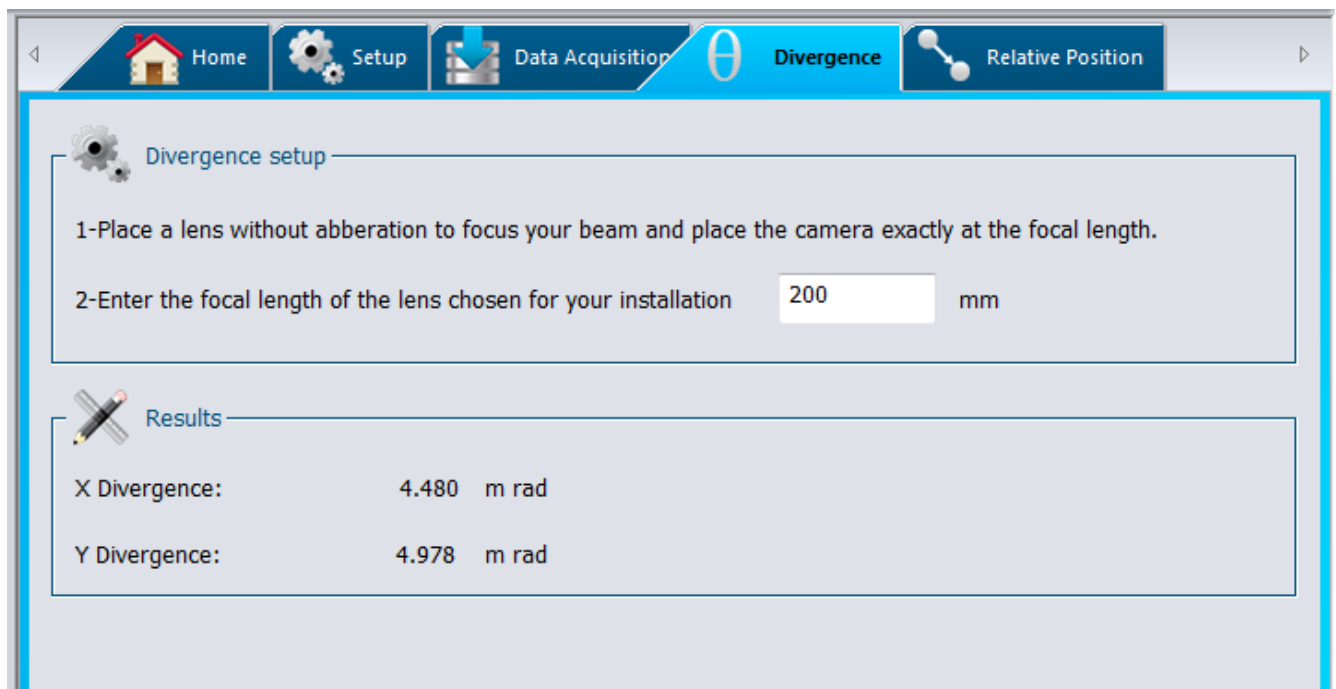 Home
Setup
Data Acquisition
θ
Divergence
Relative Position
Divergence setup
1-Place a lens without abberation to focus your beam and place the camera exactly at the focal length.
2-Enter the focal length of the lens chosen for your installation 200 mm
Results
X Divergence: 4.480 m rad
Y Divergence: 4.978 m rad